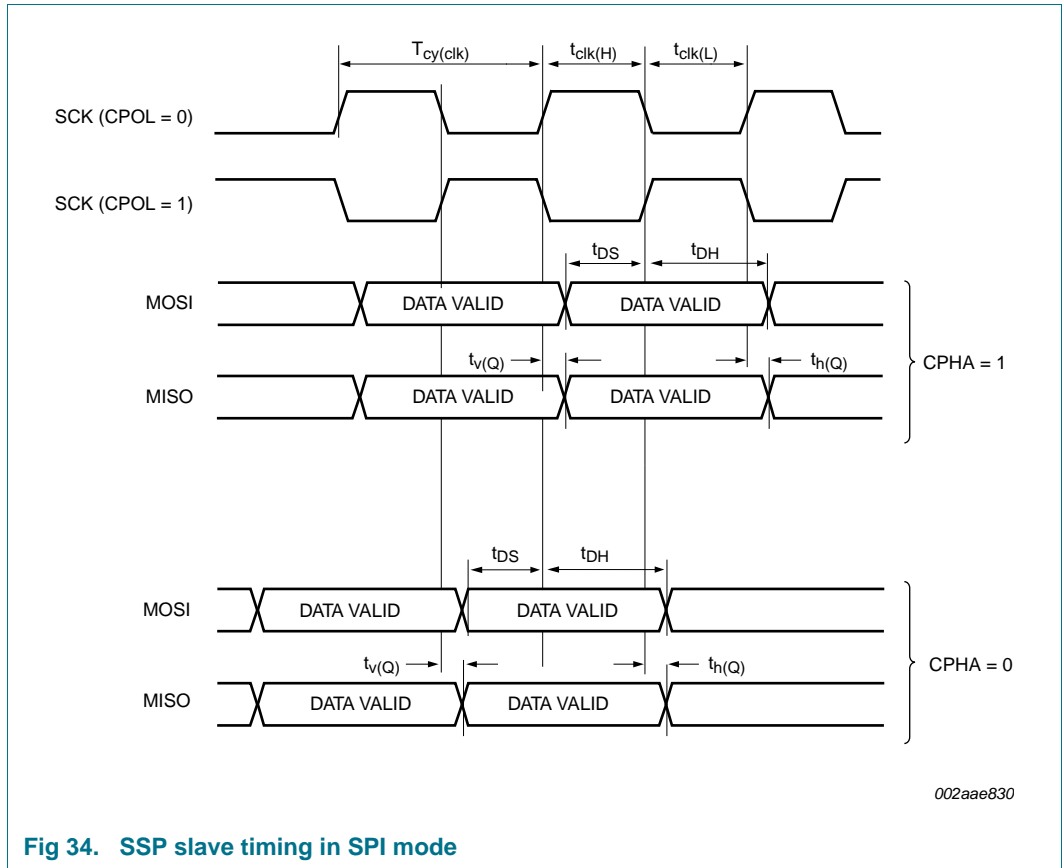 Tcy(clk) tclk(H) tclk(L)
SCK (CPOL = 0)
SCK (CPOL = 1)
tDS tDH
MOSI DATA VALID DATA VALID
tv(Q) th(Q)
CPHA = 1
MISO DATA VALID DATA VALID
tDS tDH
MOSI DATA VALID DATA VALID
tv(Q) th(Q)
CPHA = 0
MISO DATA VALID DATA VALID
002aae830
Fig 34. SSP slave timing in SPI mode